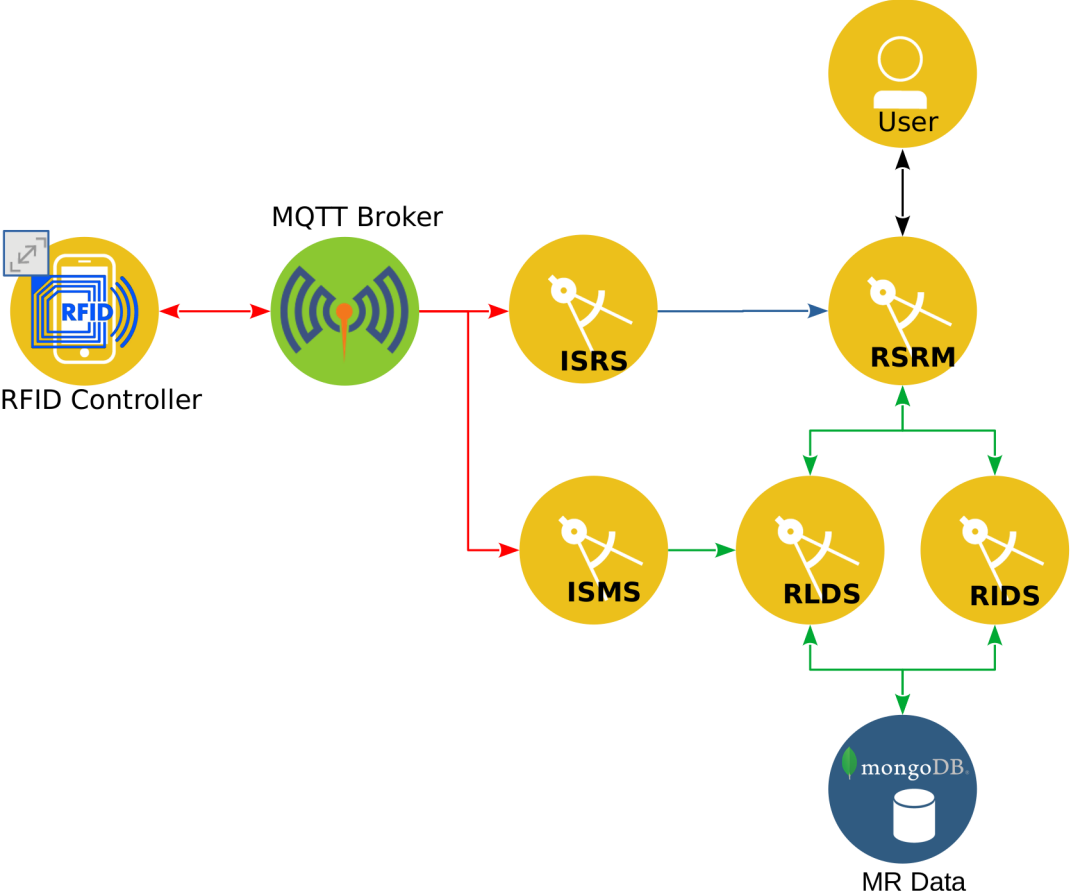 User
MQTT Broker
RFID
RFID Controller
ISRS
RSRM
ISMS
RLDS
RIDS
mongoDB.
MR Data